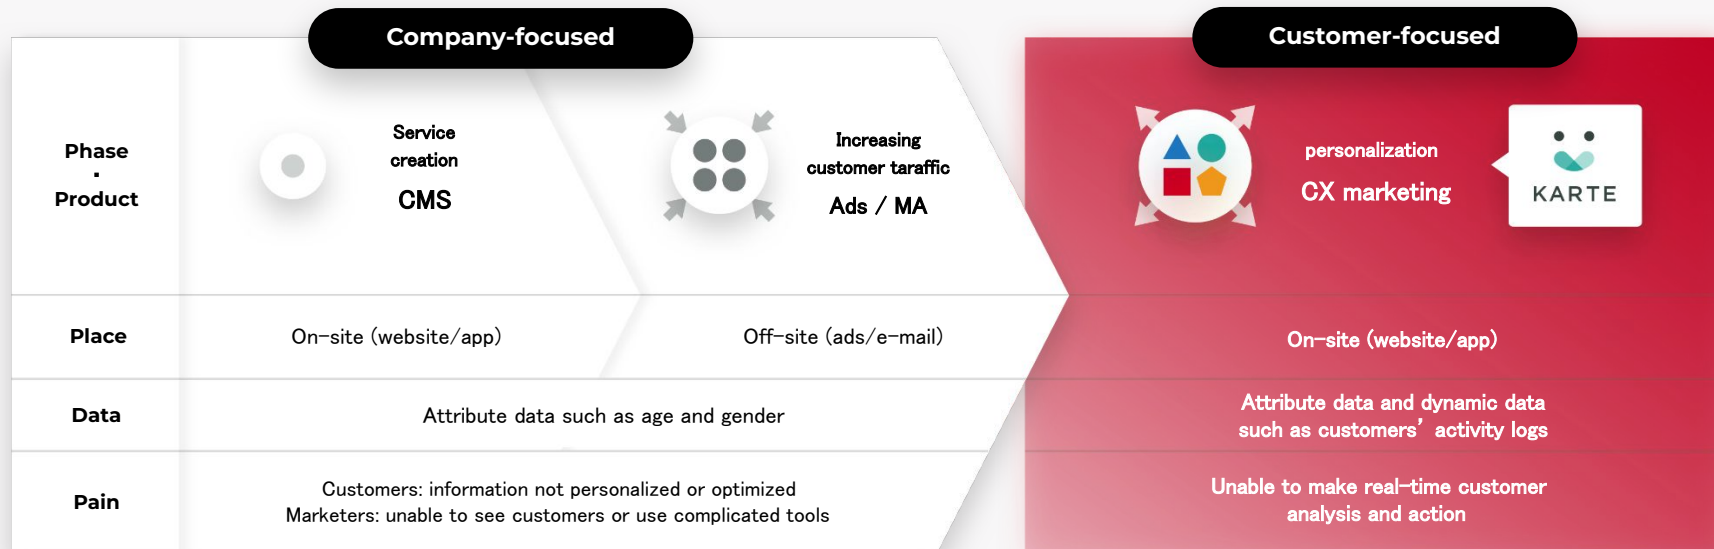 Company-focused
Customer-focused
Phase
・
Product
Service
creation
CMS
Increasing
customer taraffic
Ads / MA
personalization
CX marketing
KARTE
Place
On-site (website/app)
Off-site (ads/e-mail)
On-site (website/app)
Data
Attribute data such as age and gender
Attribute data and dynamic data
such as customers’ activity logs
Pain
Customers: information not personalized or optimized
Marketers: unable to see customers or use complicated tools
Unable to make real-time customer
analysis and action